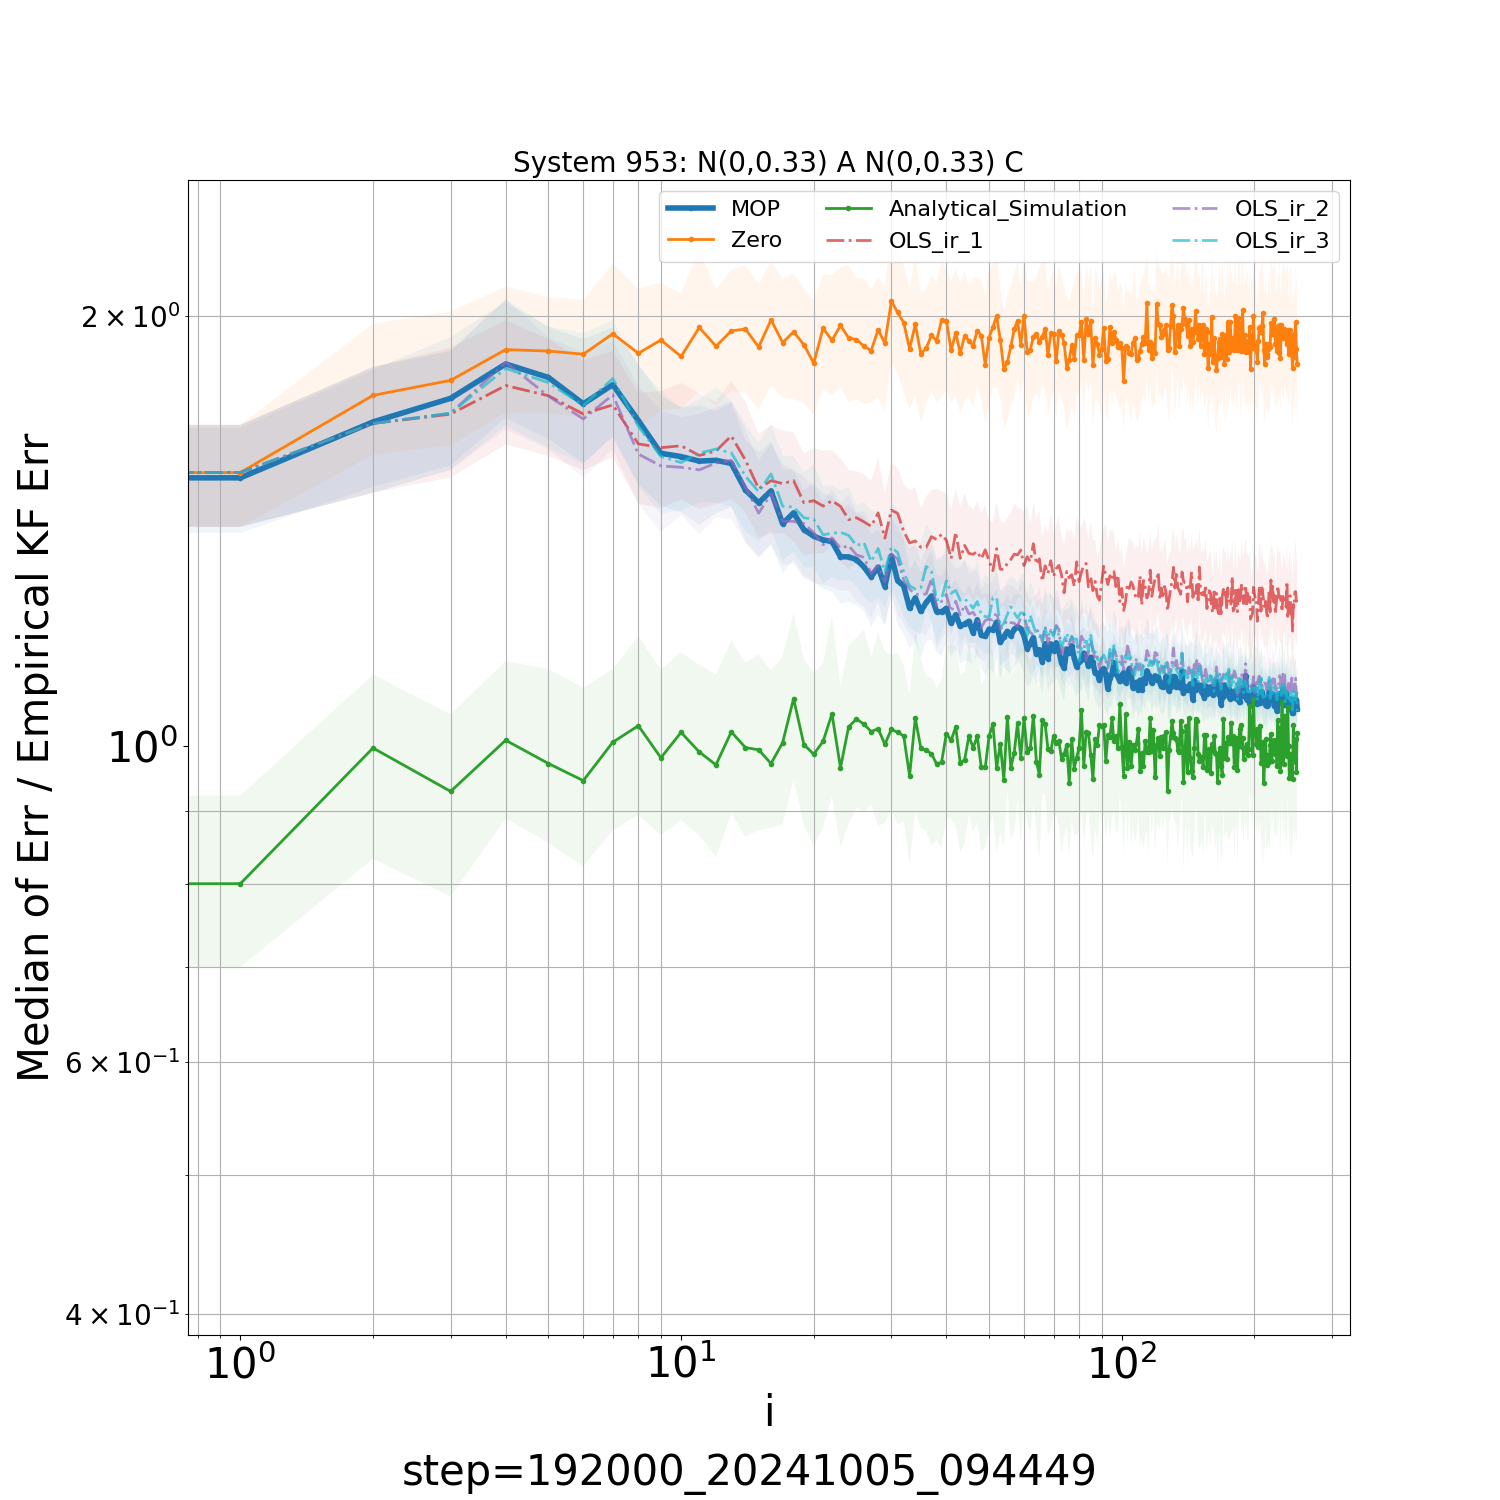 System 953: N(0,0.33) A N(0,0.33) C
MOP
Zero
Analytical_Simulation
OLS_ir_1
OLS_ir_2
OLS_ir_3
Median of Err / Empirical KF Err
2 × 10⁰
10⁰
6 × 10⁻¹
4 × 10⁻¹
10⁰ 10¹ 10²
i
step=192000_20241005_094449